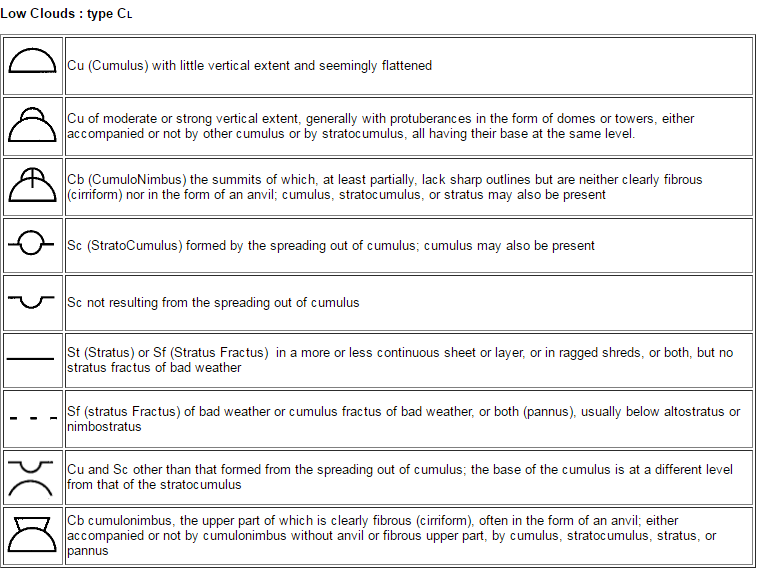 Low Clouds : type CL
Cu (Cumulus) with little vertical extent and seemingly flattened
Cu of moderate or strong vertical extent, generally with protuberances in the form of domes or towers, either
accompanied or not by other cumulus or by stratocumulus, all having their base at the same level.
Cb (CumuloNimbus) the summits of which, at least partially, lack sharp outlines but are neither clearly fibrous
(cirriform) nor in the form of an anvil; cumulus, stratocumulus, or stratus may also be present
Sc (StratoCumulus) formed by the spreading out of cumulus; cumulus may also be present
Sc not resulting from the spreading out of cumulus
St (Stratus) or Sf (Stratus Fractus) in a more or less continuous sheet or layer, or in ragged shreds, or both, but no
stratus fractus of bad weather
Sf (stratus Fractus) of bad weather or cumulus fractus of bad weather, or both (pannus), usually below altostratus or
nimbostratus
Cu and Sc other than that formed from the spreading out of cumulus; the base of the cumulus is at a different level
from that of the stratocumulus
Cb cumulonimbus, the upper part of which is clearly fibrous (cirriform), often in the form of an anvil; either
accompanied or not by cumulonimbus without anvil or fibrous upper part, by cumulus, stratocumulus, stratus, or
pannus